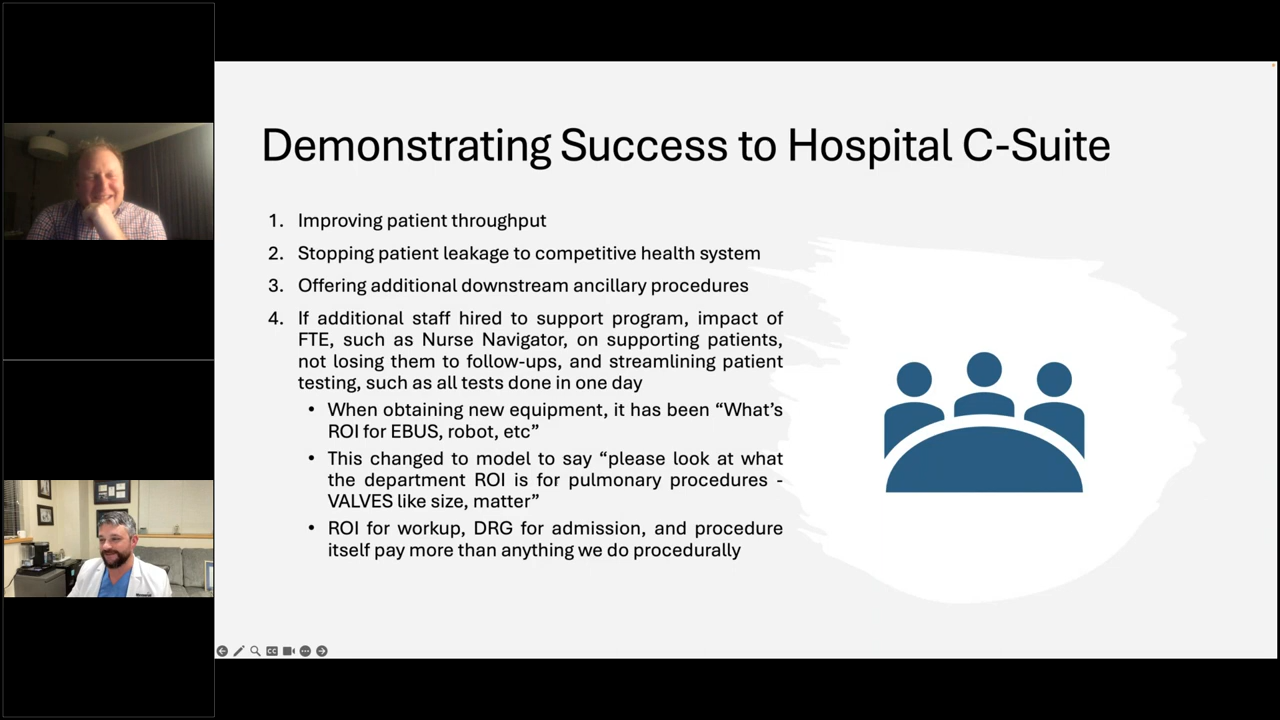 Demonstrating Success to Hospital C-Suite
1. Improving patient throughput
2. Stopping patient leakage to competitive health system
3. Offering additional downstream ancillary procedures
4. If additional staff hired to support program, impact of
FTE, such as Nurse Navigator, on supporting patients,
not losing them to follow-ups, and streamlining patient
testing, such as all tests done in one day
• When obtaining new equipment, it has been “What’s
ROI for EBUS, robot, etc”
• This changed to model to say “please look at what
the department ROI is for pulmonary procedures -
VALVES like size, matter”
• ROI for workup, DRG for admission, and procedure
itself pay more than anything we do procedurally